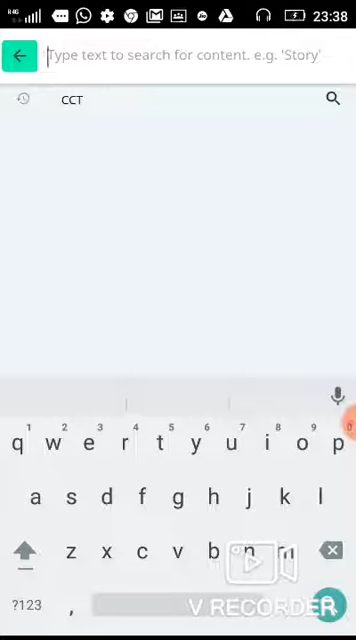 R4G 23:38
Type text to search for content. e.g. 'Story'
CCT
1 2 3 4 5 6 7 8 9 0
q w e r t y u i o p
a s d f g h j k l
z x c v b n m
?123 ,
V RECORDER